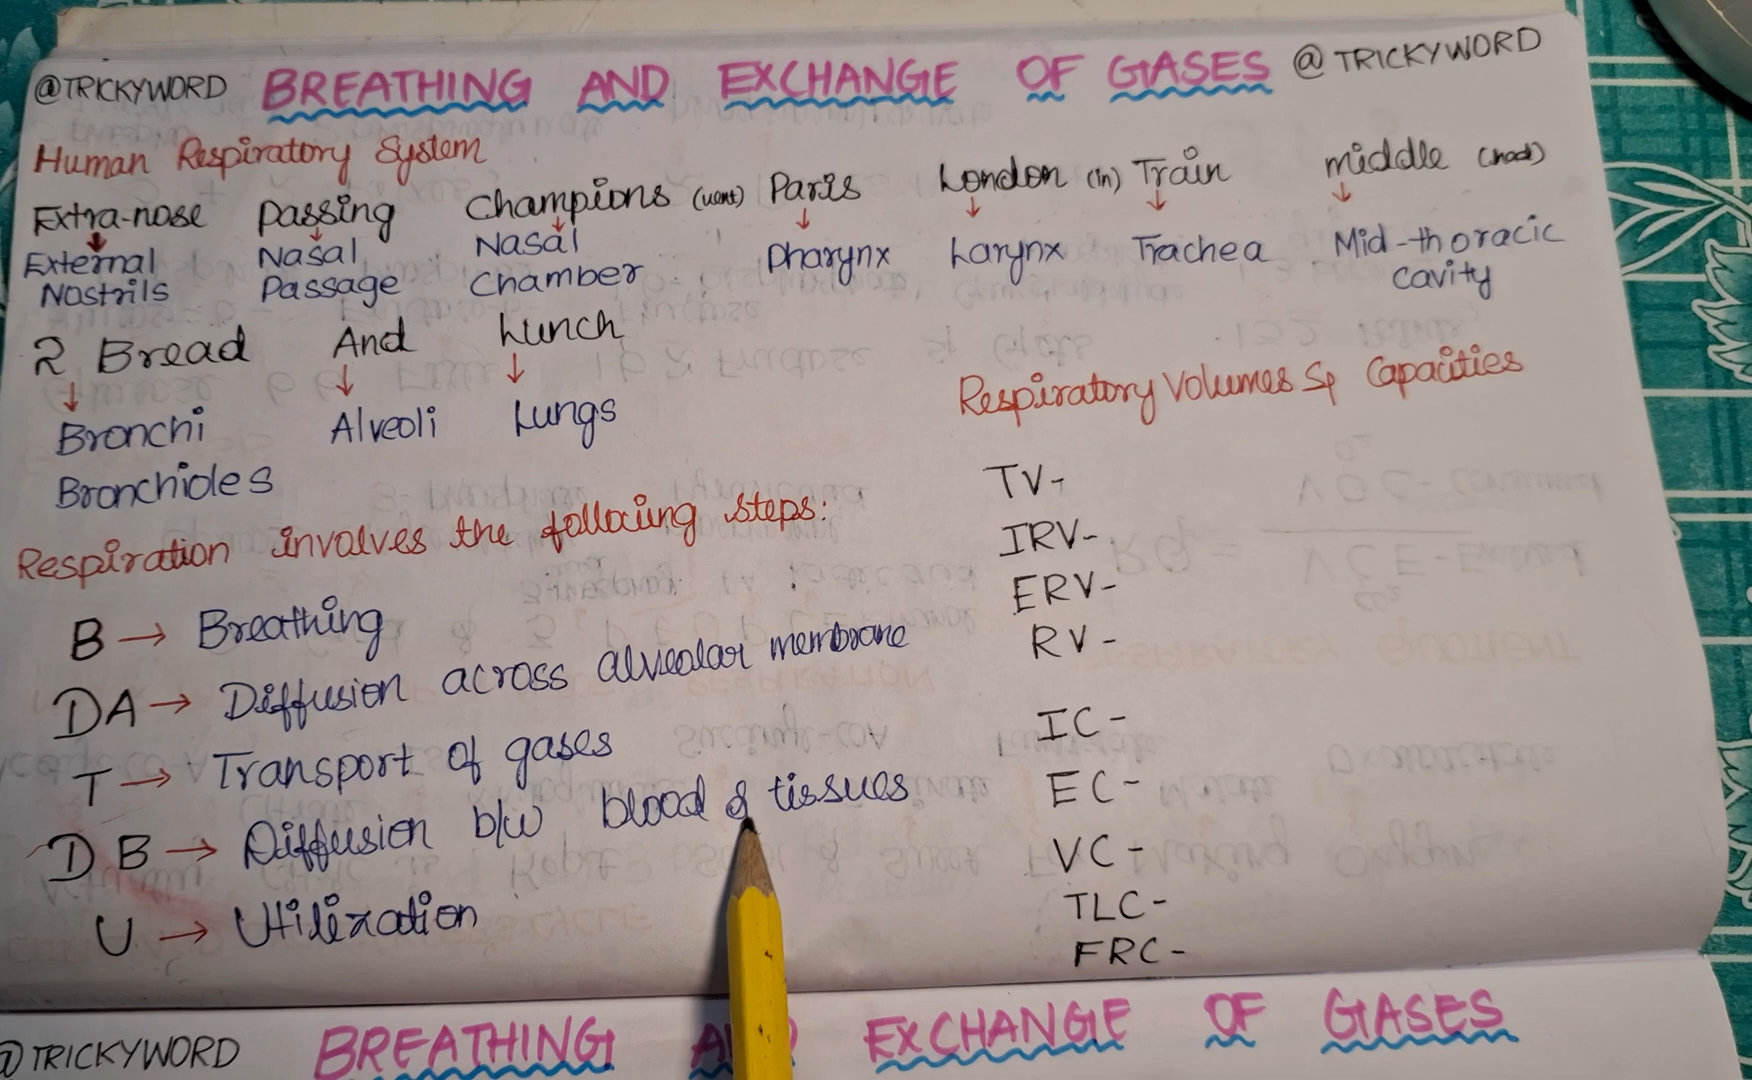 @TRICKYWORD BREATHING AND EXCHANGE OF GASES @TRICKYWORD
Human Respiratory System
Extra-nose passing Champions (went) Paris London (in) Train middle (had)
External Nasal Nasal Pharynx Larynx Trachea Mid-thoracic
Nostrils Passage Chamber cavity
2 Bread And Lunch
Bronchi Alveoli Lungs
Bronchioles
Respiration involves the following steps:
B → Breathing
DA → Diffusion across alveolar membrane
T → Transport of gases
DB → Diffusion b/w blood & tissues
U → Utilization
Respiratory Volumes & Capacities
TV-
IRV-
ERV-
RV-
IC-
EC-
VC-
TLC-
FRC-
@TRICKYWORD BREATHING AND EXCHANGE OF GASES